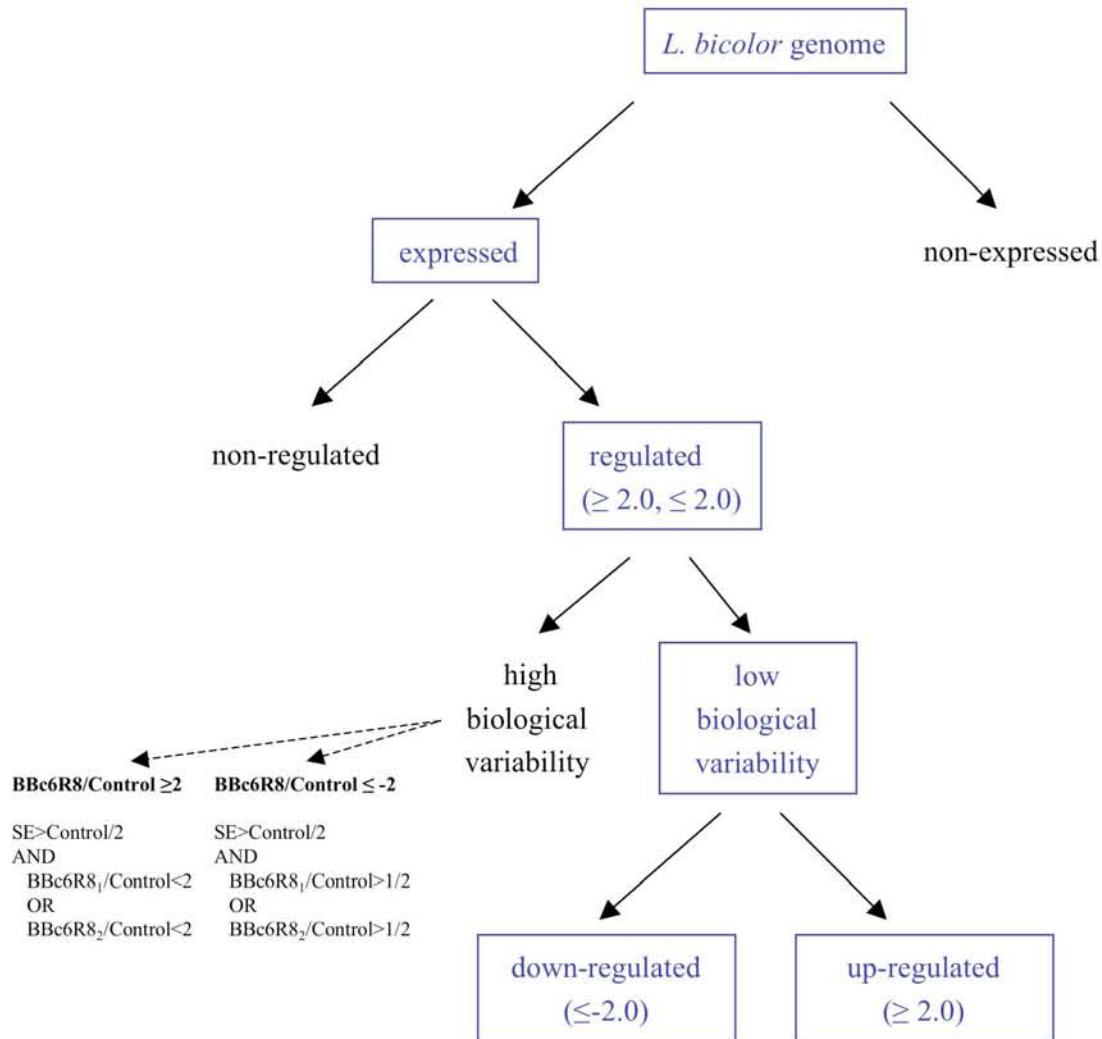 L. bicolor genome
expressed
non-expressed
non-regulated
regulated
(≥ 2.0, ≤ 2.0)
high
biological
variability
low
biological
variability
BBc6R8/Control ≥2
SE>Control/2
AND
BBc6R8₁/Control<2
OR
BBc6R8₂/Control<2
BBc6R8/Control ≤ -2
SE>Control/2
AND
BBc6R8₁/Control>1/2
OR
BBc6R8₂/Control>1/2
down-regulated
(≤-2.0)
up-regulated
(≥ 2.0)